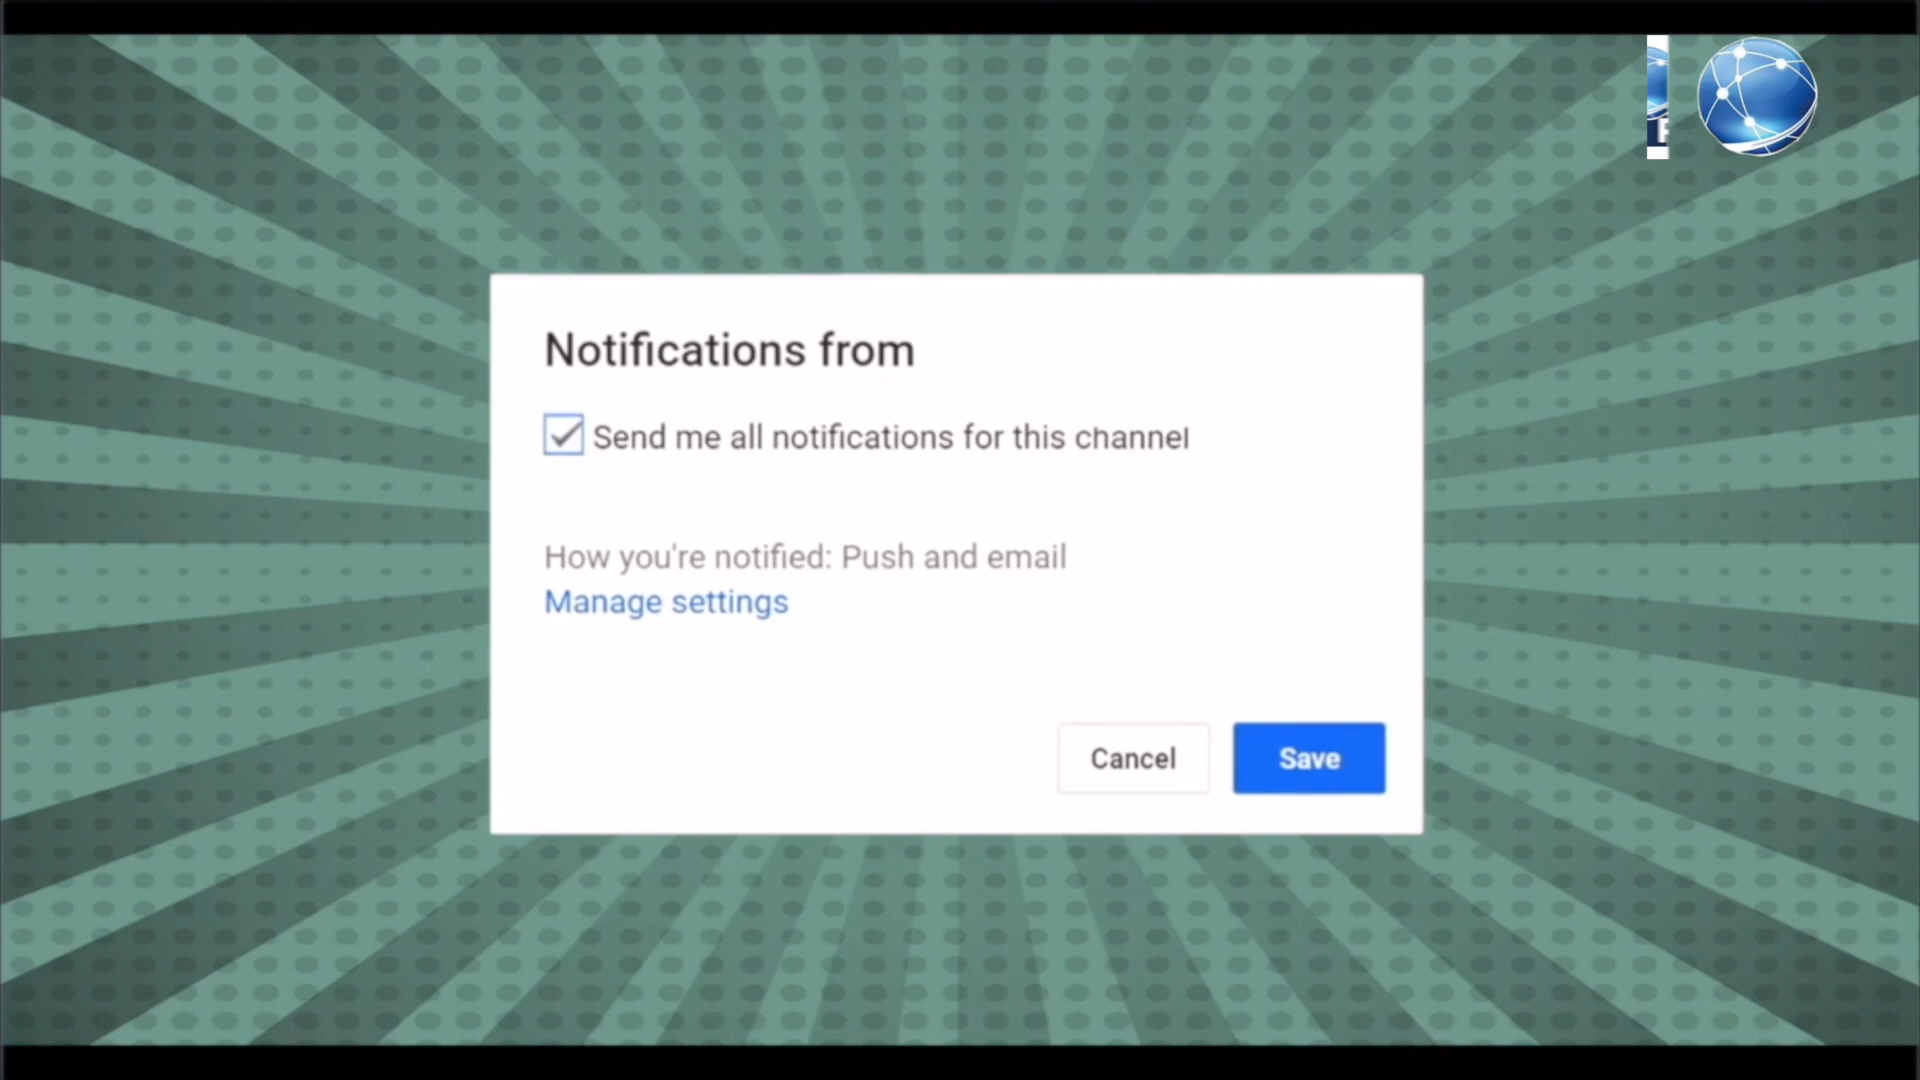 Notifications from
Send me all notifications for this channel
How you're notified: Push and email
Manage settings
Cancel
Save